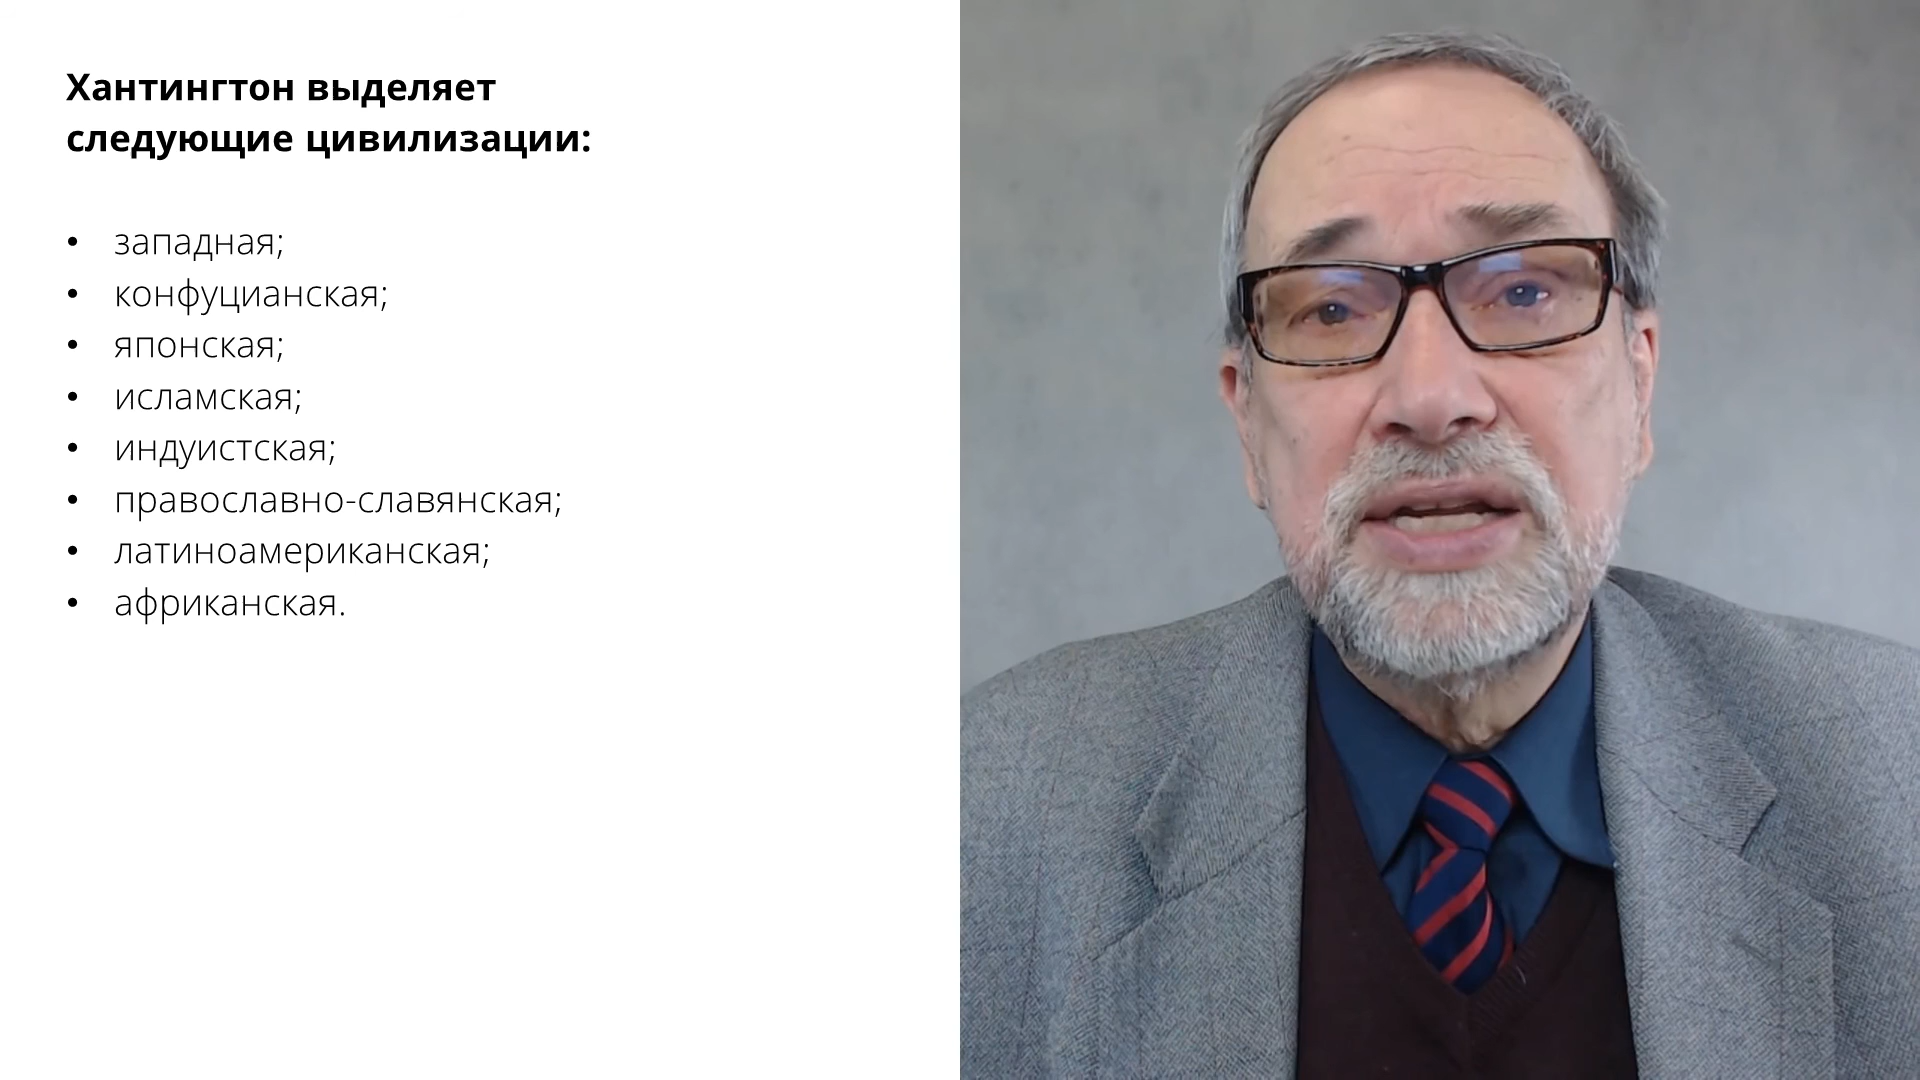 Хантингтон выделяет
следующие цивилизации:
• западная;
• конфуцианская;
• японская;
• исламская;
• индуистская;
• православно-славянская;
• латиноамериканская;
• африканская.